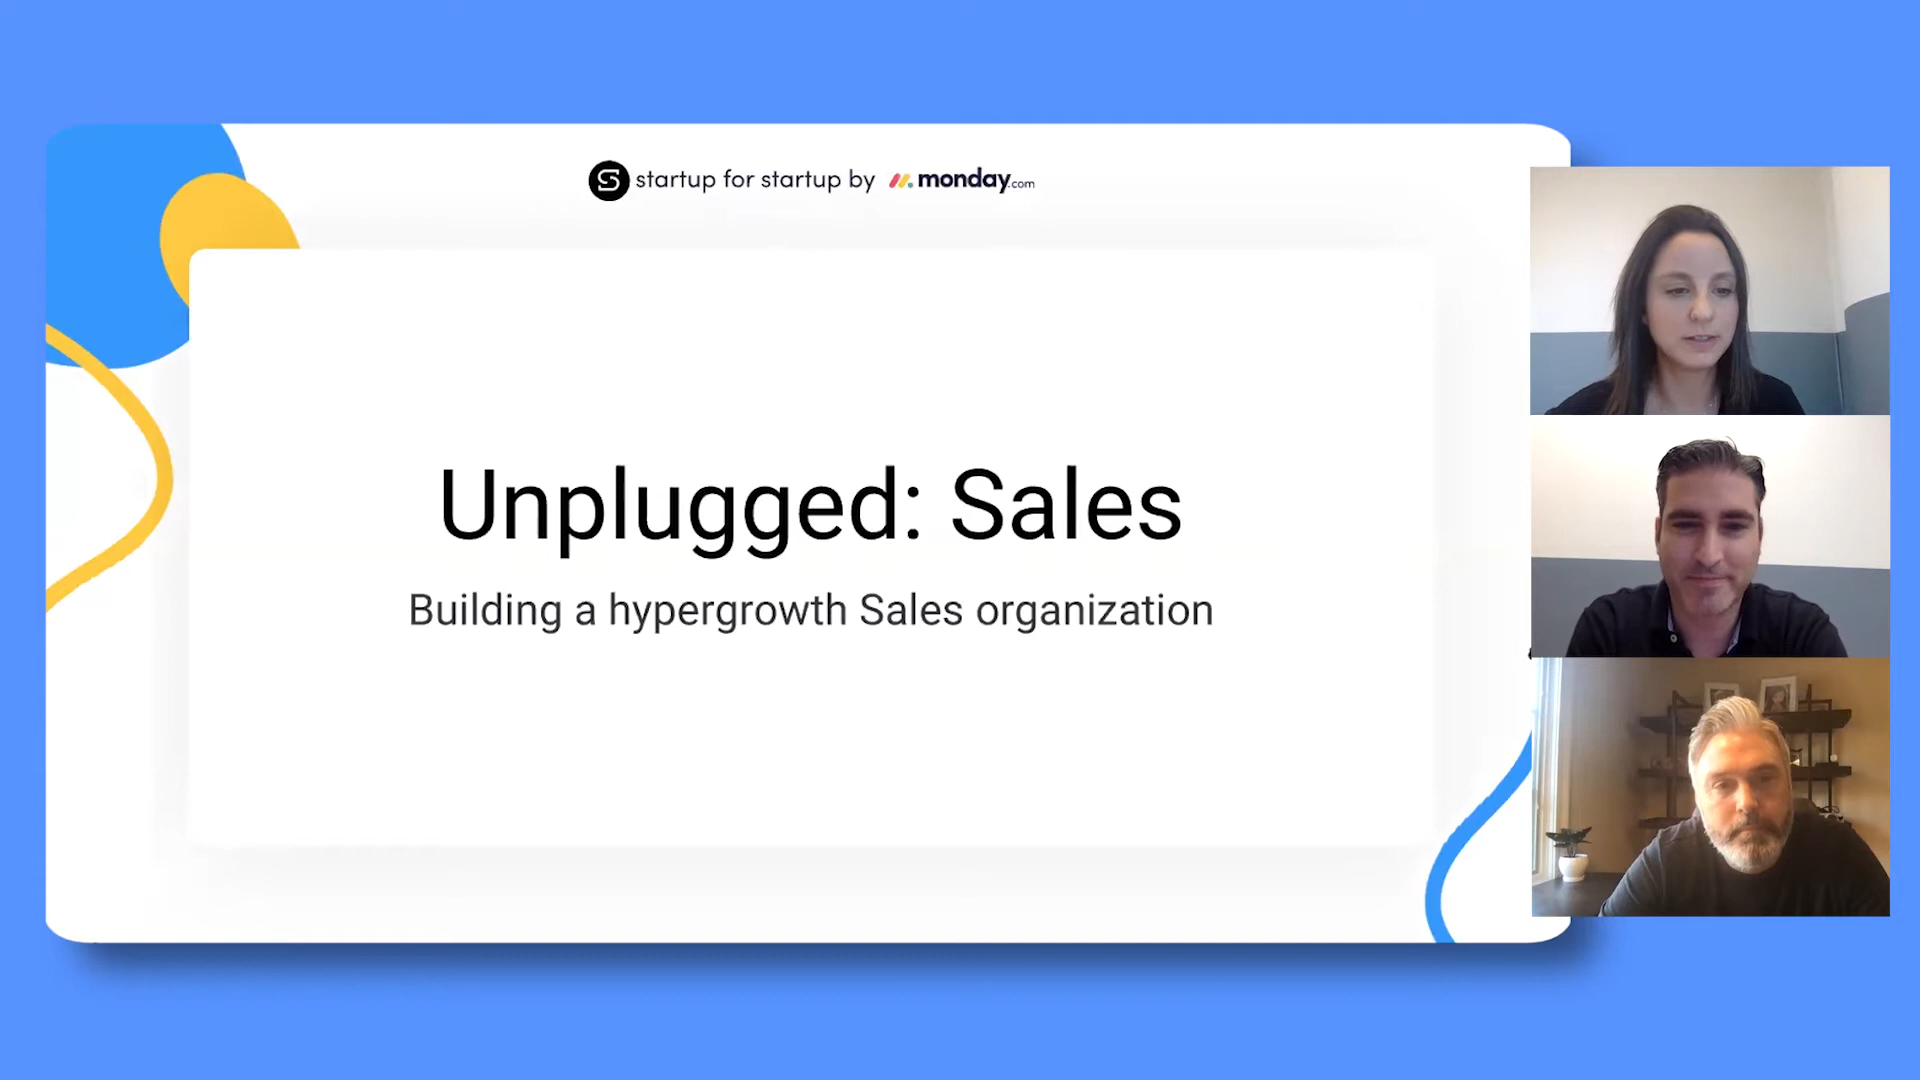 startup for startup by monday.com
Unplugged: Sales
Building a hypergrowth Sales organization